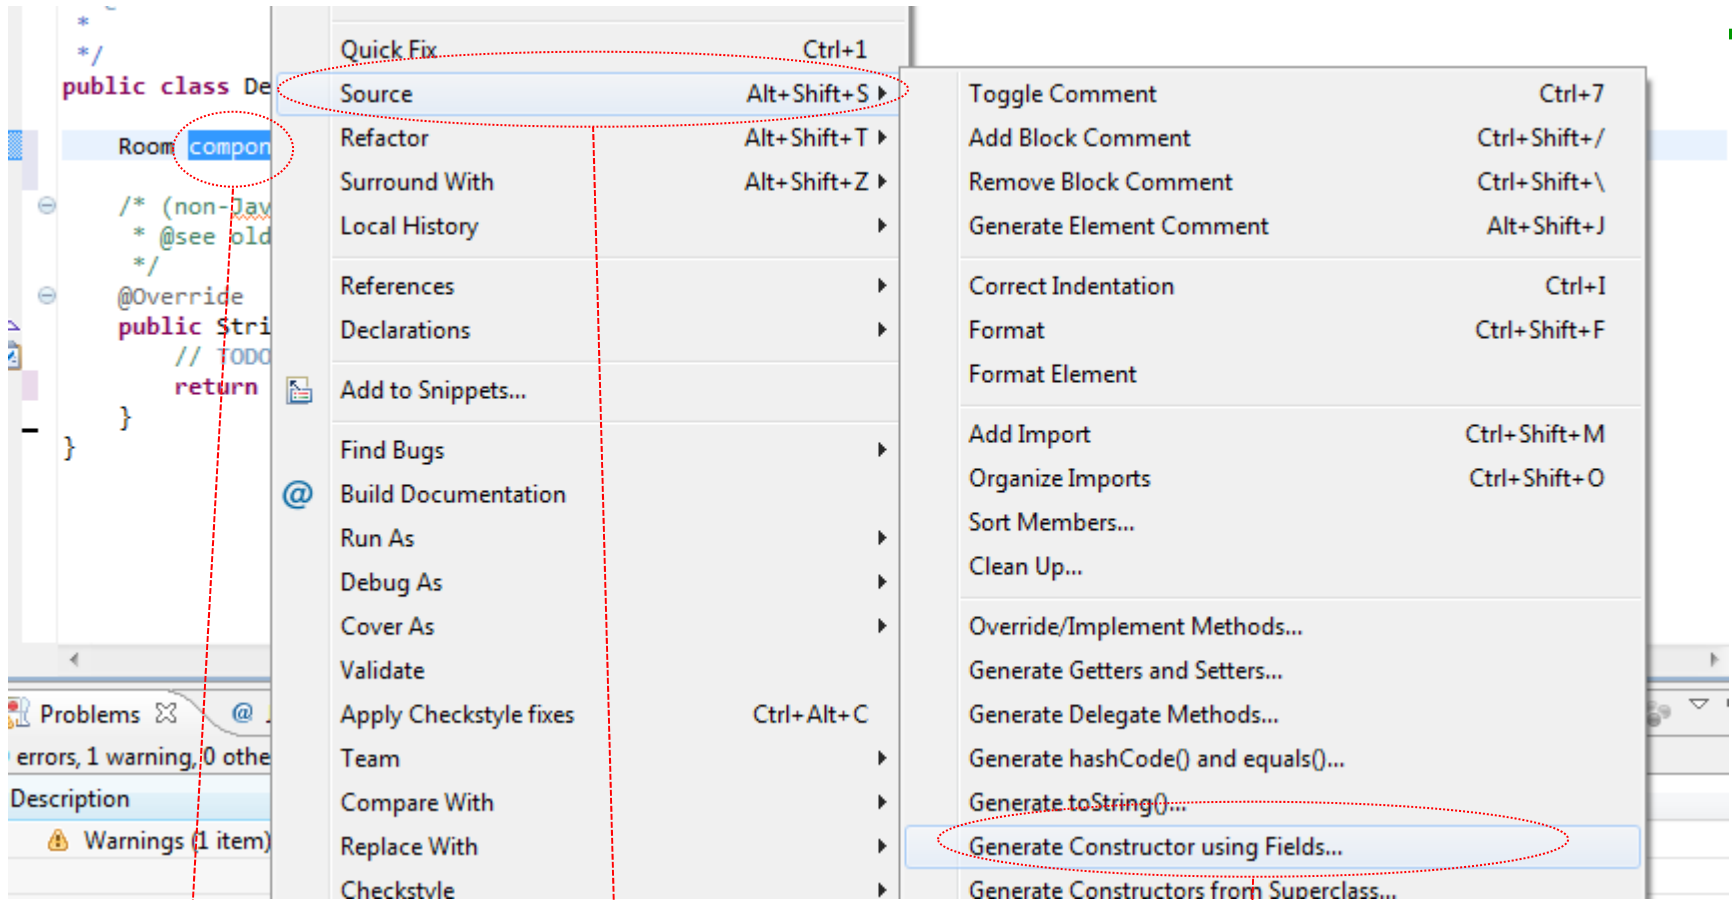 *
*/
public class De
Room compon
/* (non-Jav
* @see old
*/
@Override
public Stri
// TODO
return
}
}
Quick Fix Ctrl+1
Source Alt+Shift+S
Refactor Alt+Shift+T
Surround With Alt+Shift+Z
Local History
References
Declarations
Add to Snippets...
Find Bugs
@ Build Documentation
Run As
Debug As
Cover As
Validate
Apply Checkstyle fixes Ctrl+Alt+C
Team
Compare With
Replace With
Checkstyle
Toggle Comment Ctrl+7
Add Block Comment Ctrl+Shift+/
Remove Block Comment Ctrl+Shift+\
Generate Element Comment Alt+Shift+J
Correct Indentation Ctrl+I
Format Ctrl+Shift+F
Format Element
Add Import Ctrl+Shift+M
Organize Imports Ctrl+Shift+O
Sort Members...
Clean Up...
Override/Implement Methods...
Generate Getters and Setters...
Generate Delegate Methods...
Generate hashCode() and equals()...
Generate toString()...
Generate Constructor using Fields...
Generate Constructors from Superclass...
Problems @
errors, 1 warning, 0 othe
Description
Warnings (1 item)